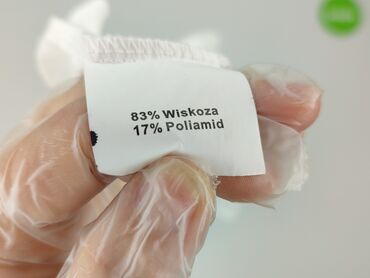 83% Wiskoza
17% Poliamid